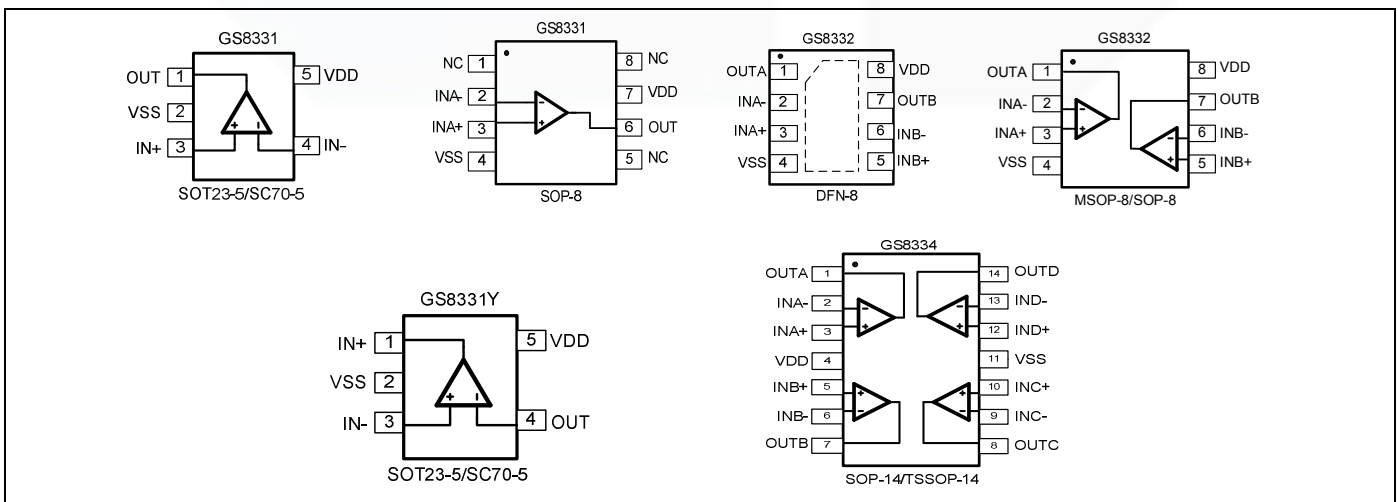 GS8331
OUT 1
5 VDD
VSS 2
IN+ 3
4 IN-
+ -
SOT23-5/SC70-5
GS8331
NC 1
8 NC
INA- 2
7 VDD
INA+ 3
6 OUT
VSS 4
5 NC
-
+
SOP-8
GS8332
OUTA 1
8 VDD
INA- 2
7 OUTB
INA+ 3
6 INB-
VSS 4
5 INB+
DFN-8
GS8332
OUTA 1
8 VDD
INA- 2
7 OUTB
INA+ 3
6 INB-
VSS 4
5 INB+
-
+
-
+
MSOP-8/SOP-8
GS8331Y
IN+ 1
5 VDD
VSS 2
IN- 3
4 OUT
+ -
SOT23-5/SC70-5
GS8334
OUTA 1
14 OUTD
INA- 2
13 IND-
INA+ 3
12 IND+
VDD 4
11 VSS
INB+ 5
10 INC+
INB- 6
9 INC-
OUTB 7
8 OUTC
-
+
-
+
+
-
+
-
SOP-14/TSSOP-14